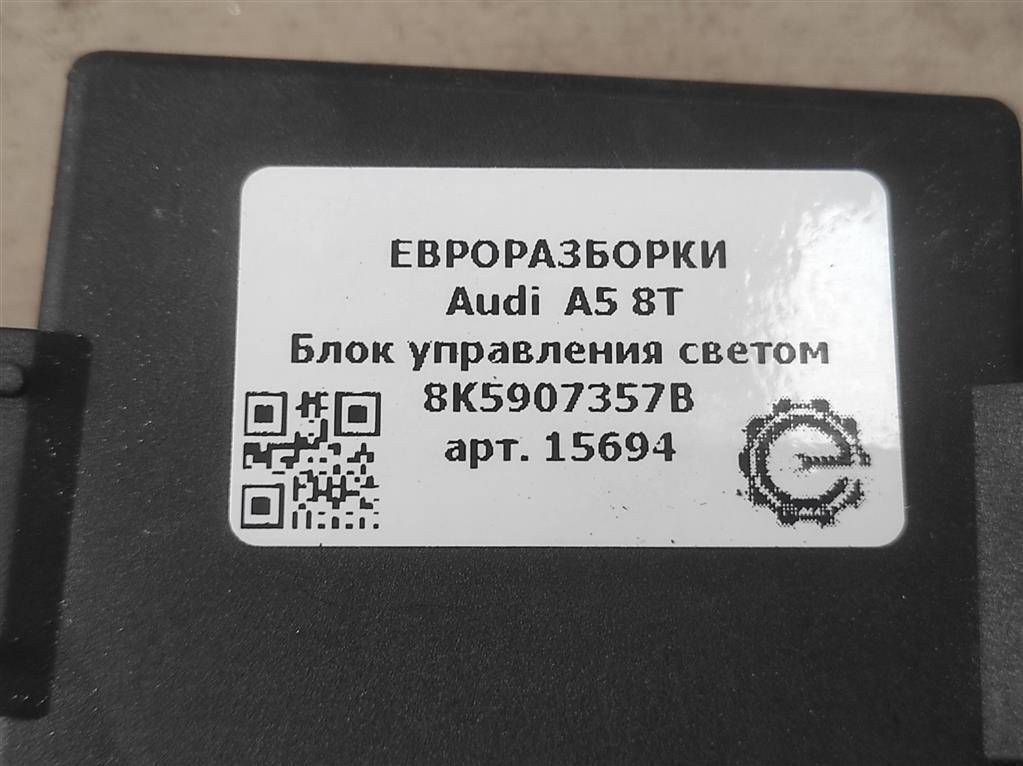 ЕВРОРАЗБОРКИ
Audi A5 8T
Блок управления светом
8K5907357B
арт. 15694